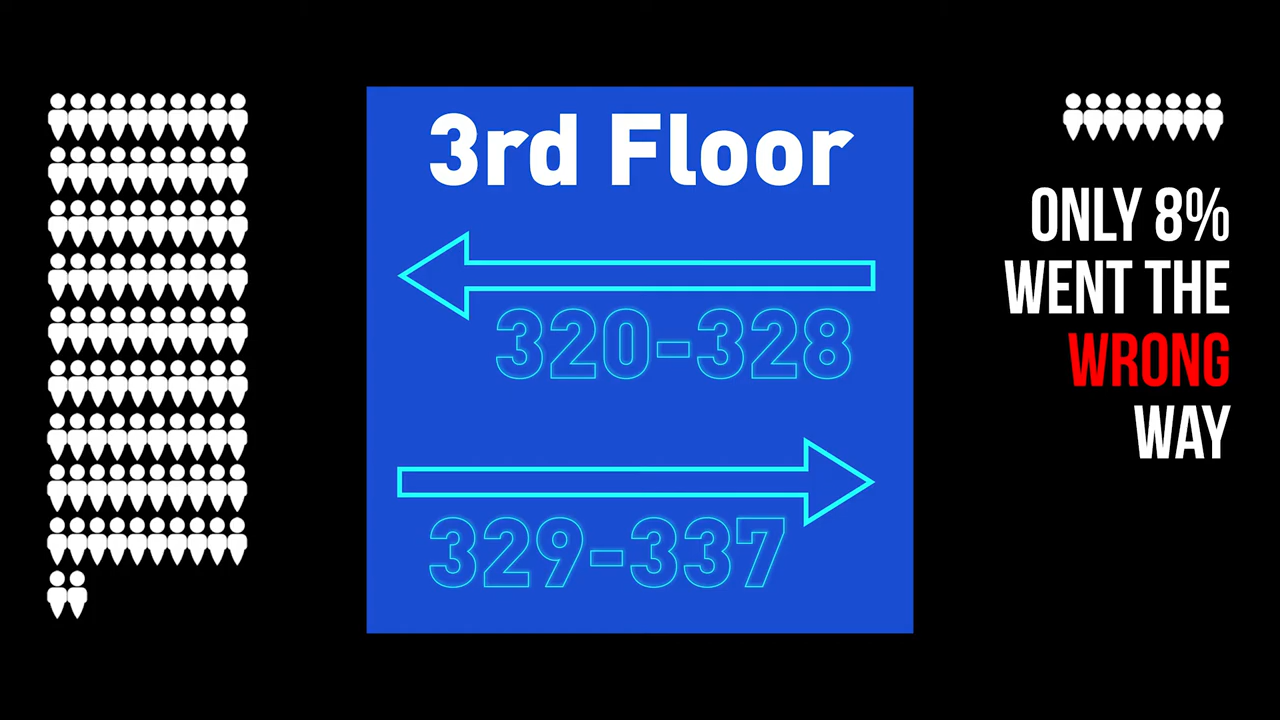 3rd Floor
320-328
329-337
ONLY 8%
WENT THE
WRONG
WAY